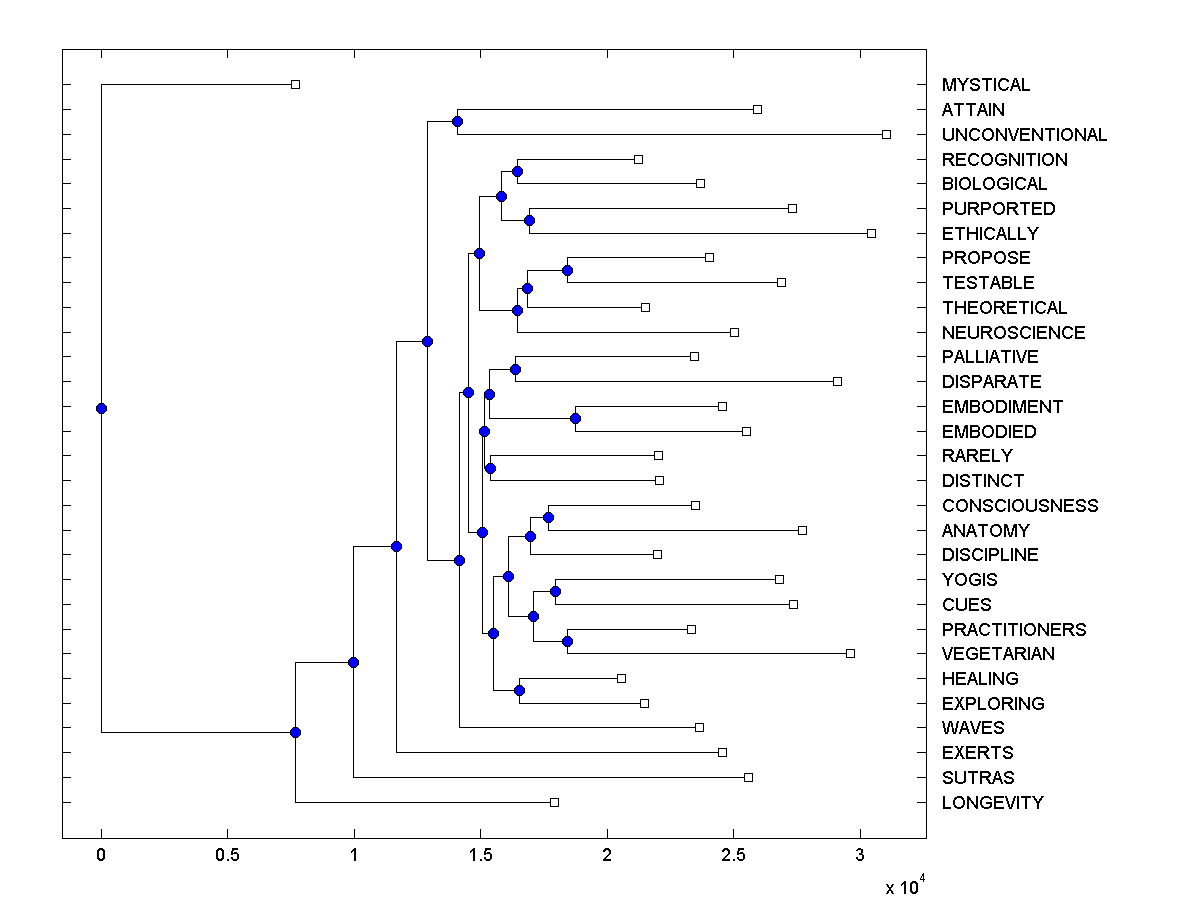 MYSTICAL
ATTAIN
UNCONVENTIONAL
RECOGNITION
BIOLOGICAL
PURPORTED
ETHICALLY
PROPOSE
TESTABLE
THEORETICAL
NEUROSCIENCE
PALLIATIVE
DISPARATE
EMBODIMENT
EMBODIED
RARELY
DISTINCT
CONSCIOUSNESS
ANATOMY
DISCIPLINE
YOGIS
CUES
PRACTITIONERS
VEGETARIAN
HEALING
EXPLORING
WAVES
EXERTS
SUTRAS
LONGEVITY
0 0.5 1 1.5 2 2.5 3
x 10^4